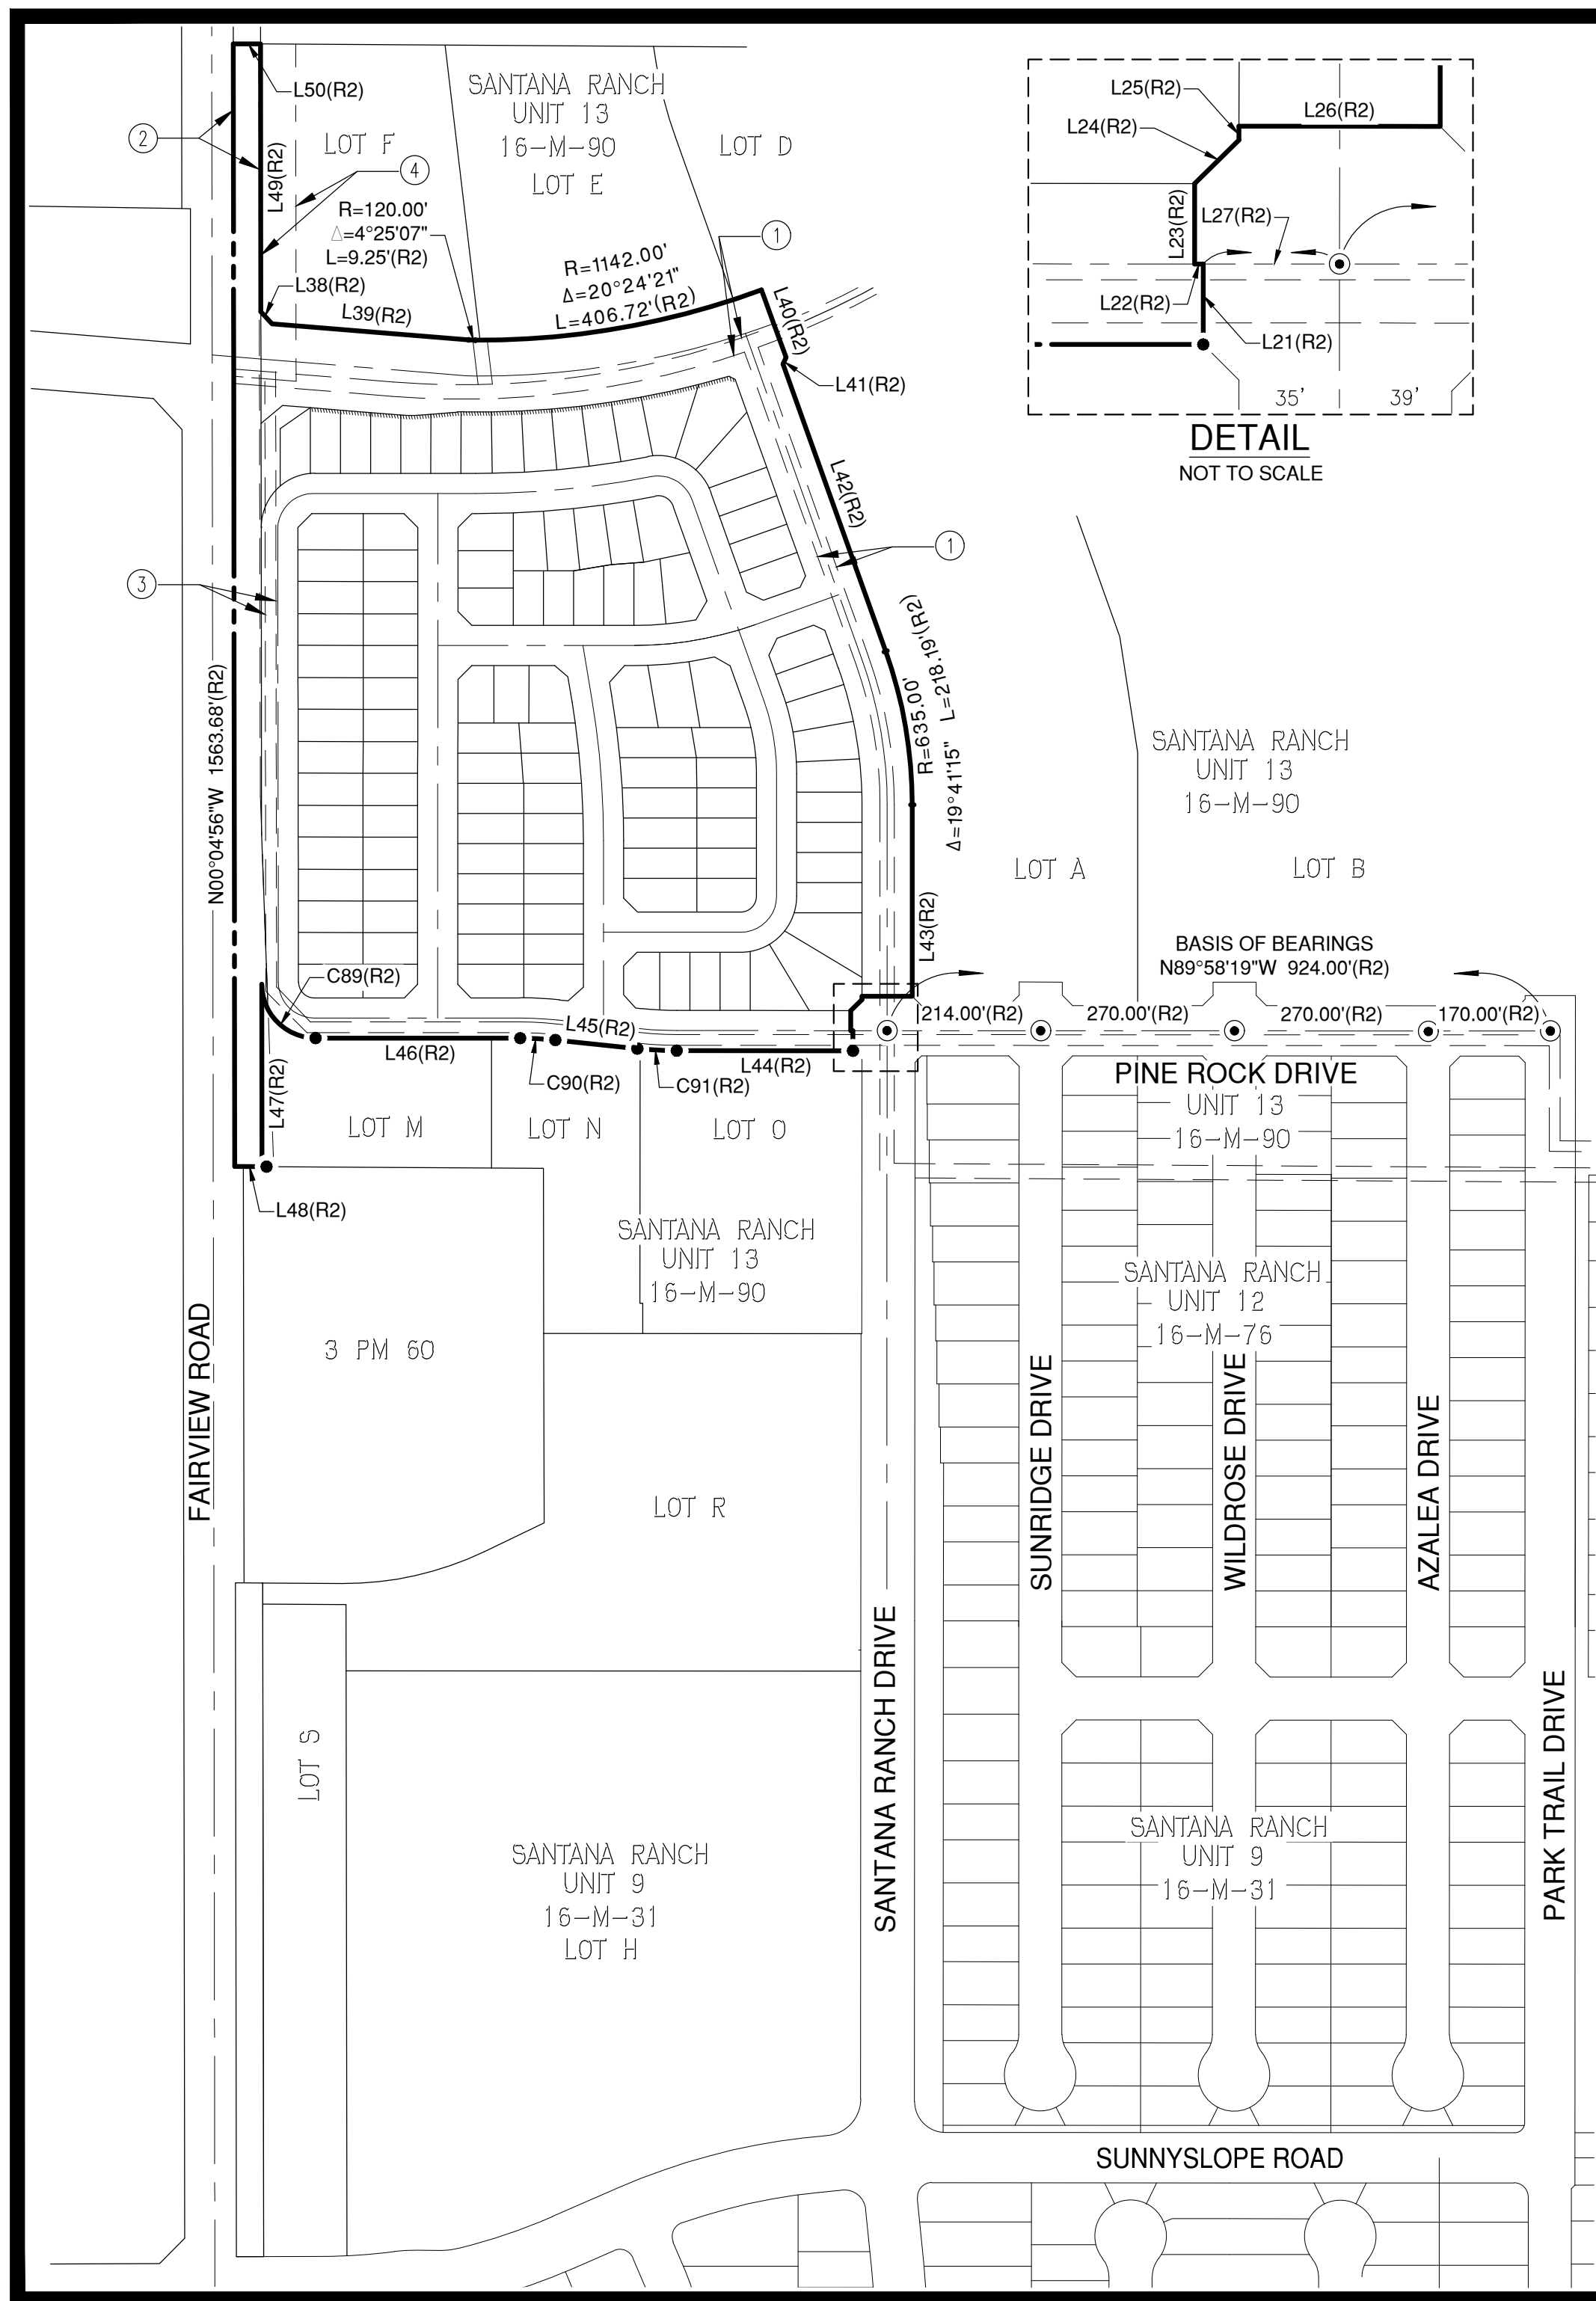 L50(R2)
SANTANA RANCH
UNIT 13
16-M-90
LOT E
LOT F
LOT D
2
L49(R2)
4
R=120.00'
△=4°25'07"
L=9.25'(R2)
L38(R2)
L39(R2)
R=1142.00'
Δ=20°24'21"
L=406.72'(R2)
1
L40(R2)
L41(R2)
L42(R2)
1
3
L25(R2)
L26(R2)
L24(R2)
L23(R2)
L27(R2)
L22(R2)
L21(R2)
35'
39'
DETAIL
NOT TO SCALE
N00°04'56"W 1563.68'(R2)
R=635.00'
Δ=19°41'15" L=218.19'(R2)
SANTANA RANCH
UNIT 13
16-M-90
LOT A
LOT B
L43(R2)
BASIS OF BEARINGS
N89°58'19"W 924.00'(R2)
214.00'(R2)
270.00'(R2)
270.00'(R2)
170.00'(R2)
C89(R2)
L45(R2)
L46(R2)
C90(R2)
C91(R2)
L44(R2)
L47(R2)
L48(R2)
LOT M
LOT N
LOT O
PINE ROCK DRIVE
UNIT 13
16-M-90
SANTANA RANCH
UNIT 13
16-M-90
SANTANA RANCH
UNIT 12
16-M-76
3 PM 60
FAIRVIEW ROAD
LOT R
SUNRIDGE DRIVE
WILDROSE DRIVE
AZALEA DRIVE
SANTANA RANCH DRIVE
PARK TRAIL DRIVE
LOT S
SANTANA RANCH
UNIT 9
16-M-31
LOT H
SANTANA RANCH
UNIT 9
16-M-31
SUNNYSLOPE ROAD